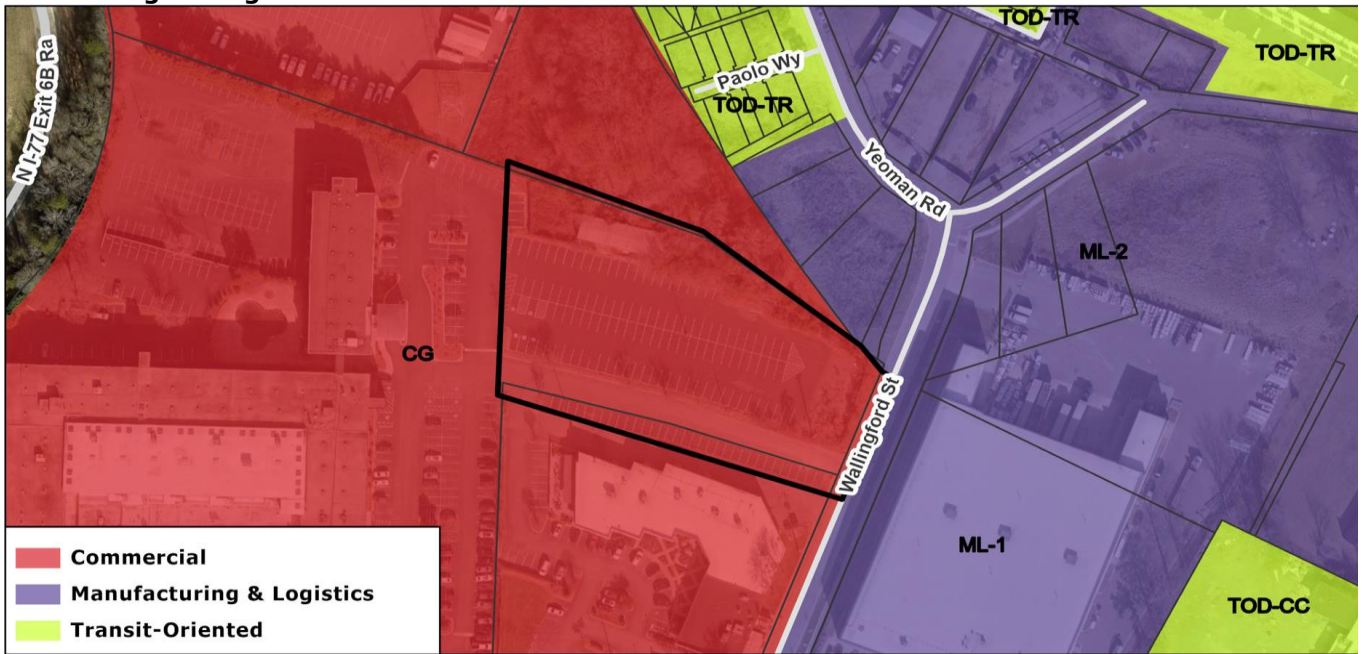 TOD-TR
TOD-TR
Paolo Wy
TOD-TR
N I-77 Exit 6B Ra
Yeoman Rd
ML-2
CG
Wallingford St
ML-1
TOD-CC
Commercial
Manufacturing & Logistics
Transit-Oriented